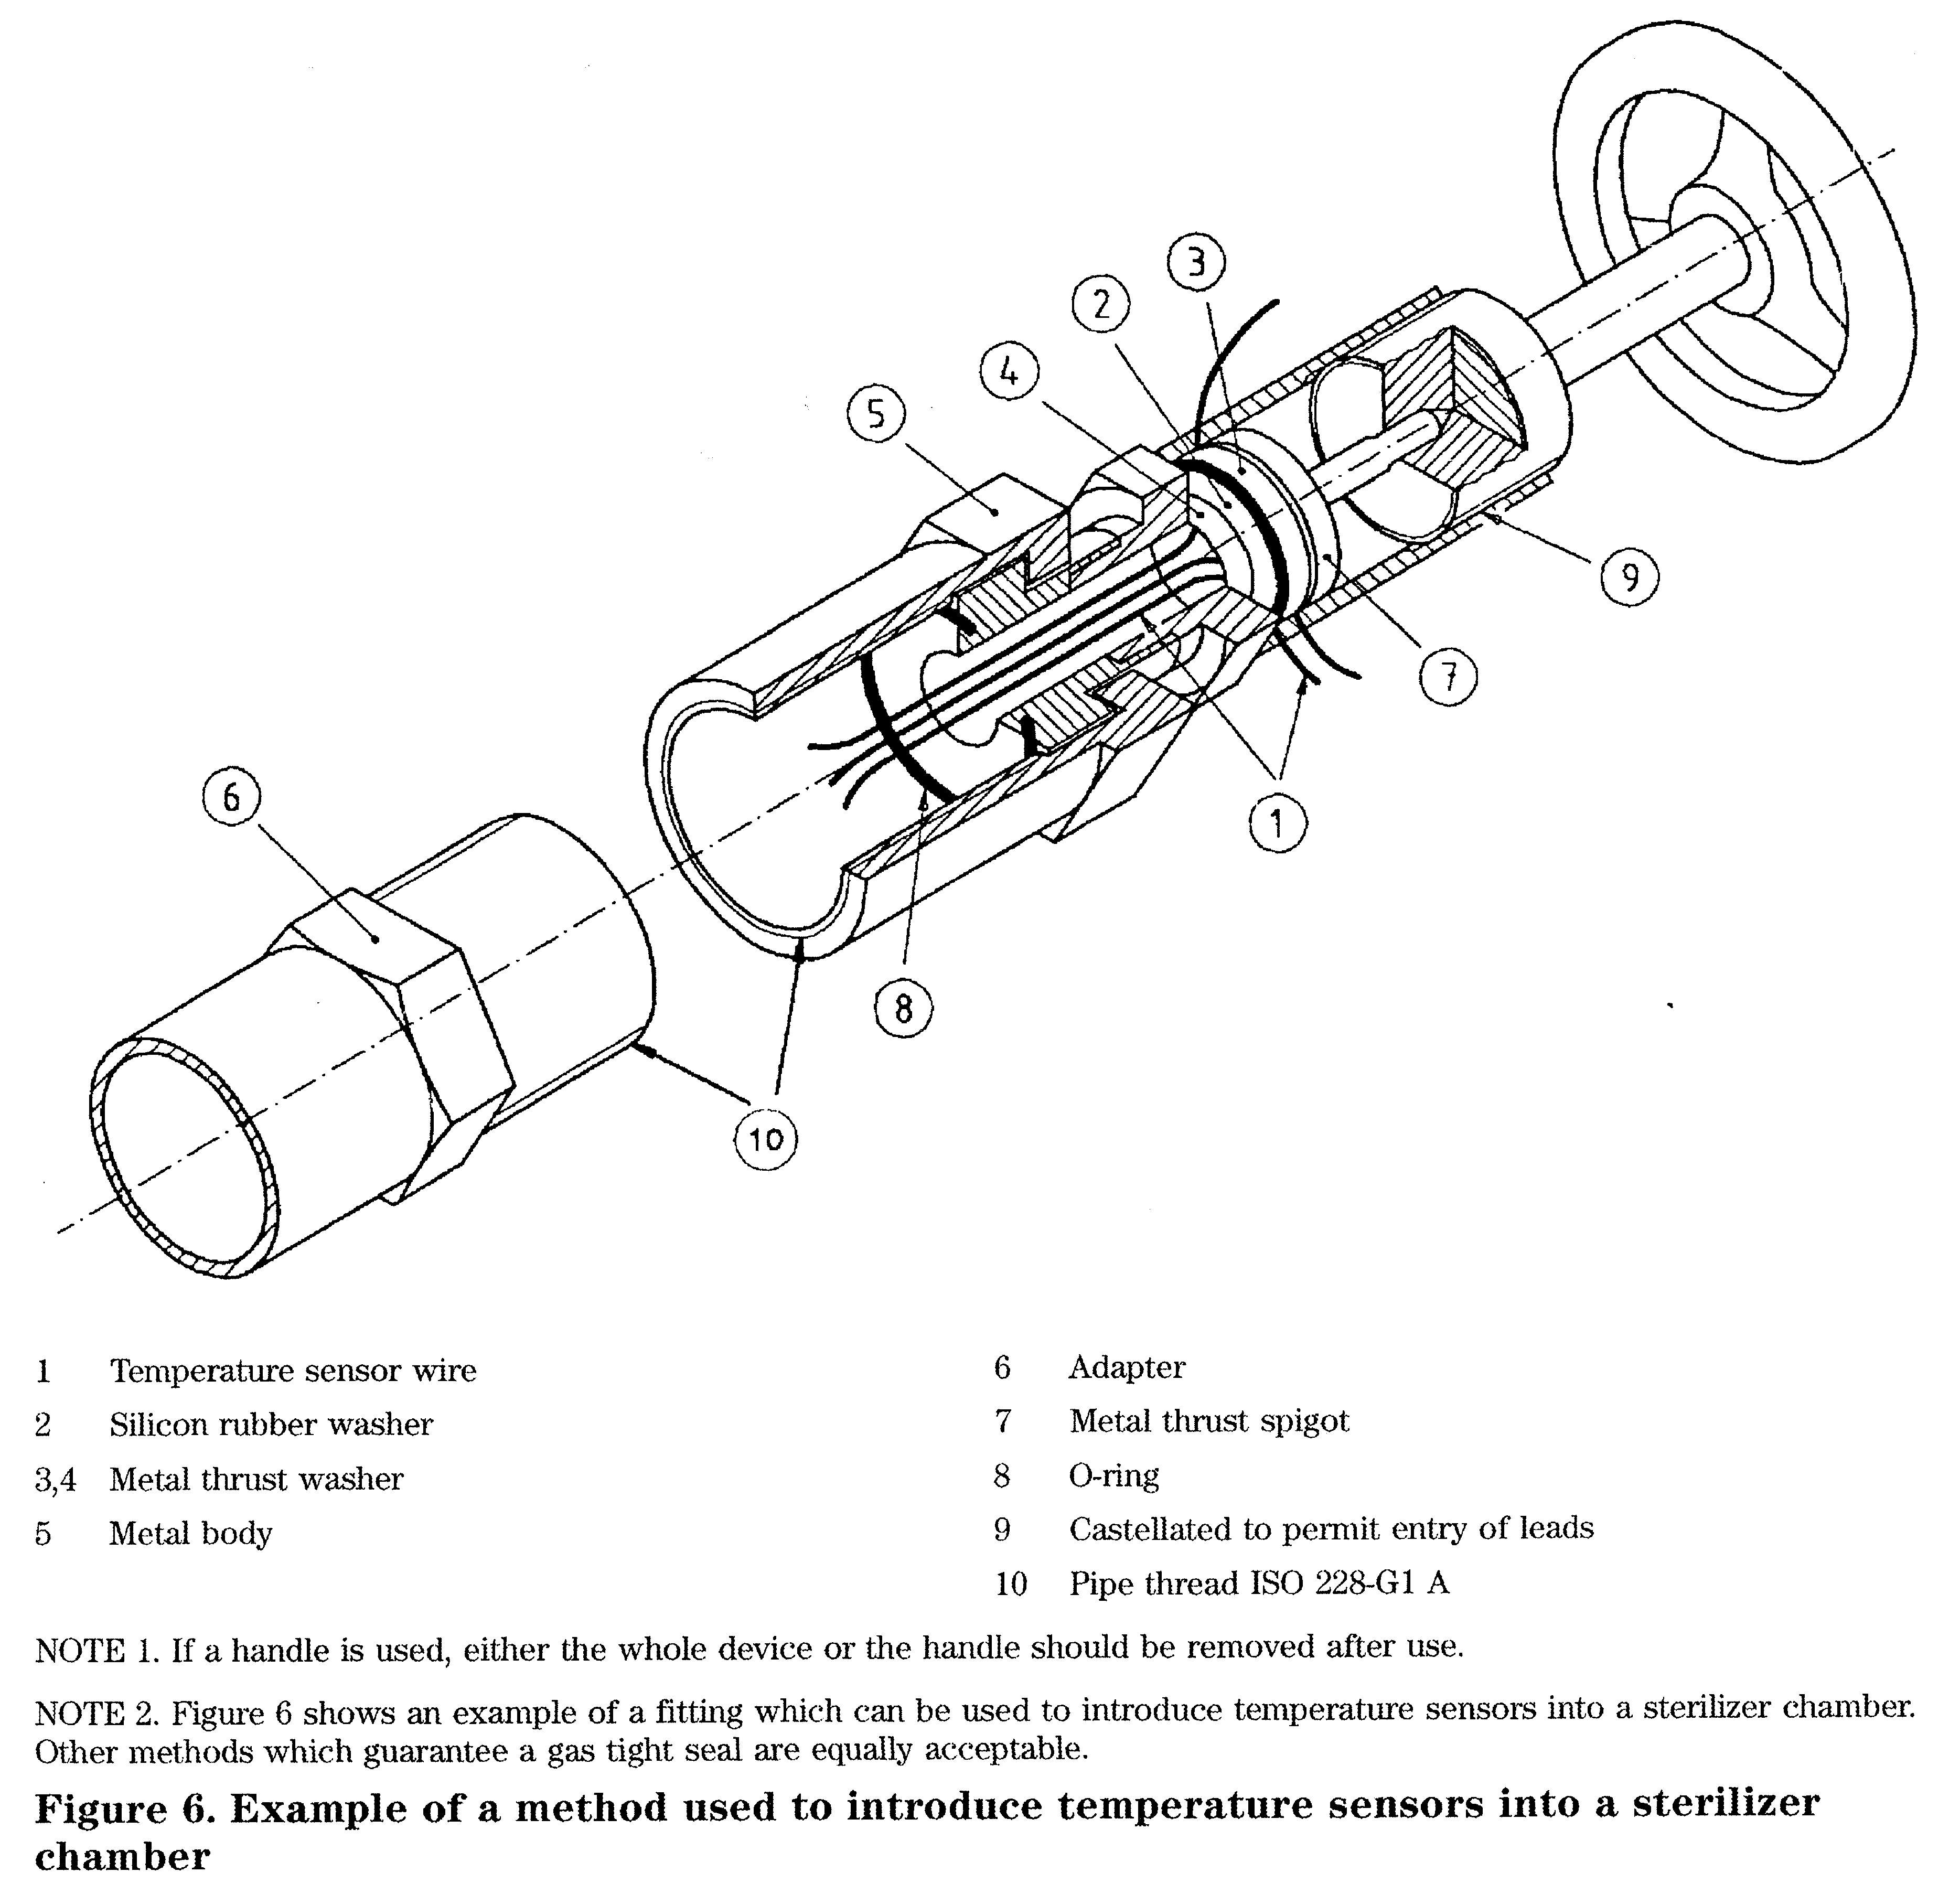 3
2
4
5
9
7
1
6
8
10
1 Temperature sensor wire
2 Silicon rubber washer
3,4 Metal thrust washer
5 Metal body
6 Adapter
7 Metal thrust spigot
8 O-ring
9 Castellated to permit entry of leads
10 Pipe thread ISO 228-G1 A
NOTE 1. If a handle is used, either the whole device or the handle should be removed after use.
NOTE 2. Figure 6 shows an example of a fitting which can be used to introduce temperature sensors into a sterilizer chamber.
Other methods which guarantee a gas tight seal are equally acceptable.
Figure 6. Example of a method used to introduce temperature sensors into a sterilizer
chamber